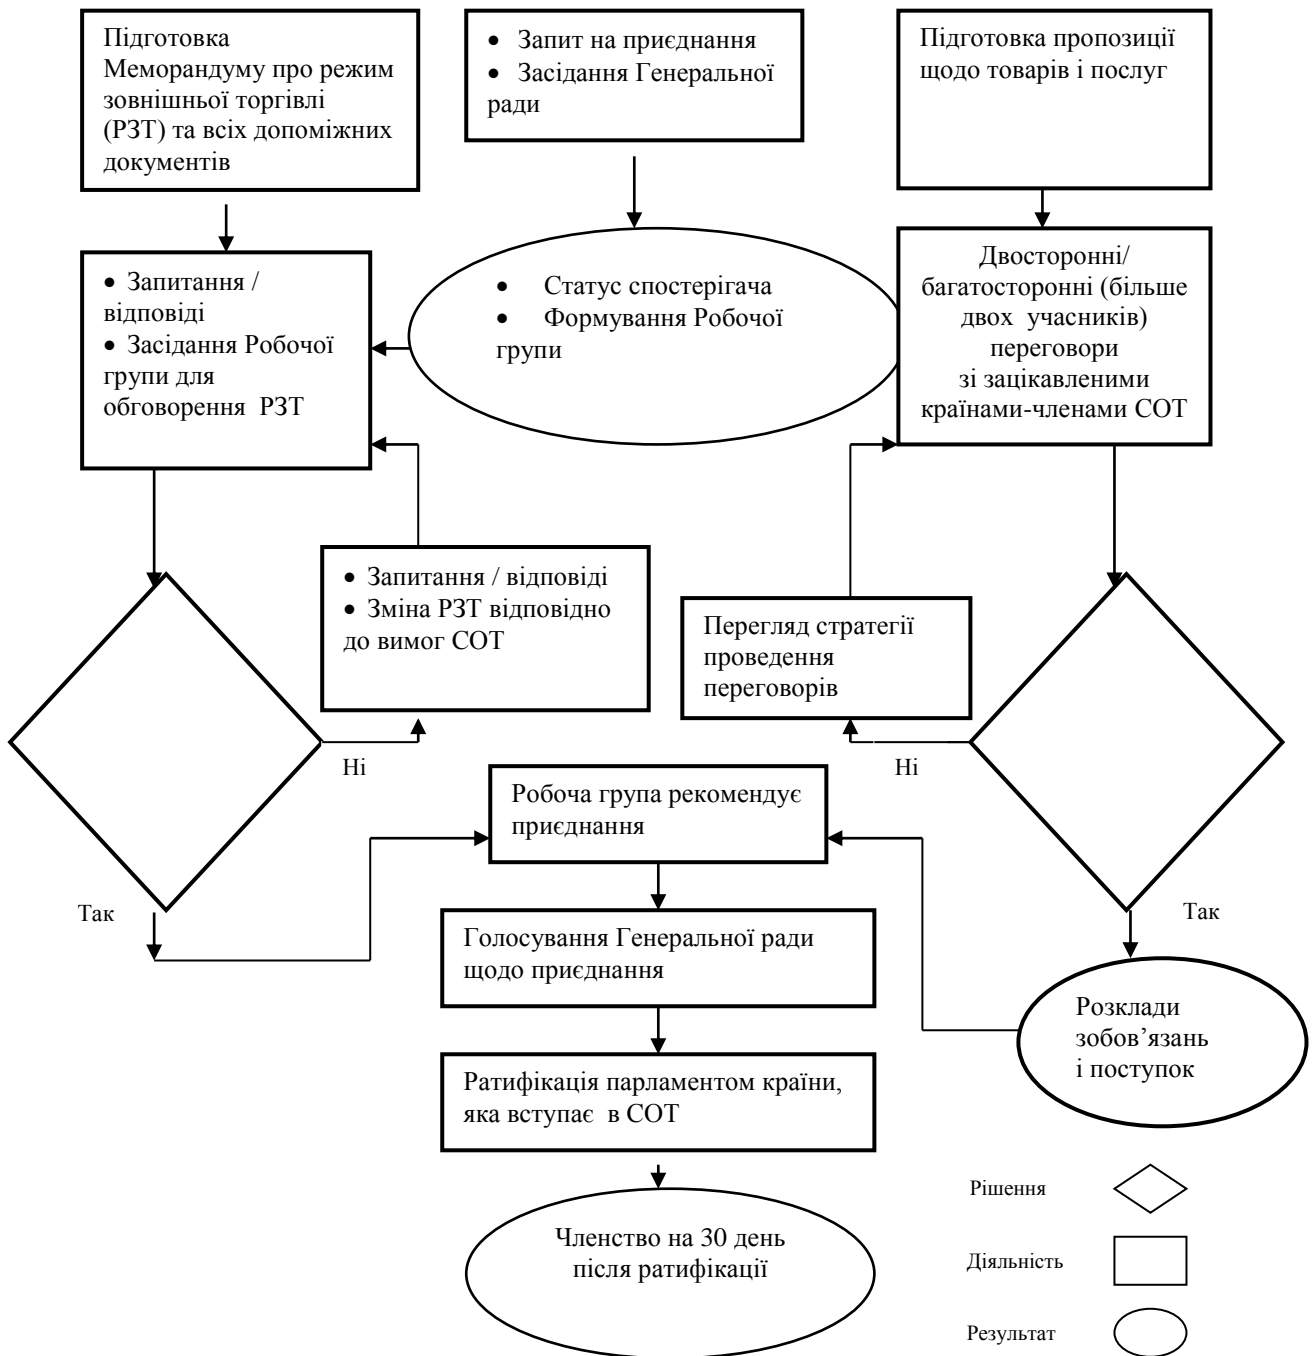 Підготовка
Меморандуму про режим
зовнішньої торгівлі
(РЗТ) та всіх допоміжних
документів
• Запит на приєднання
• Засідання Генеральної
ради
Підготовка пропозиції
щодо товарів і послуг
• Запитання /
відповіді
• Засідання Робочої
групи для
обговорення РЗТ
• Статус спостерігача
• Формування Робочої
групи
Двосторонні/
багатосторонні (більше
двох учасників)
переговори
зі зацікавленими
країнами-членами СОТ
• Запитання / відповіді
• Зміна РЗТ відповідно
до вимог СОТ
Перегляд стратегії
проведення
переговорів
Ні
Ні
Робоча група рекомендує
приєднання
Так
Так
Голосування Генеральної ради
щодо приєднання
Розклади
зобов’язань
і поступок
Ратифікація парламентом країни,
яка вступає в СОТ
Членство на 30 день
після ратифікації
Рішення
Діяльність
Результат